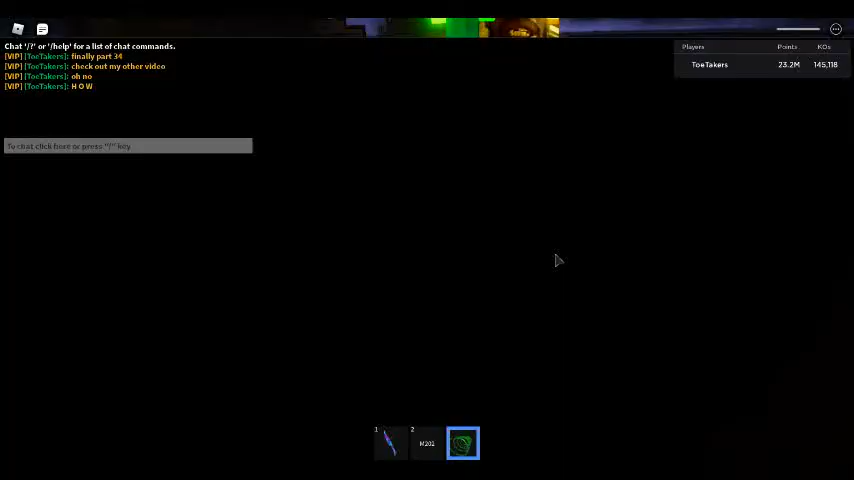 Chat '/?' or '/help' for a list of chat commands.
[VIP] [ToeTakers]: finally part 34
[VIP] [ToeTakers]: check out my other video
[VIP] [ToeTakers]: oh no
[VIP] [ToeTakers]: H O W
To chat click here or press "/" key
Players Points KOs
ToeTakers 23.2M 145,118
1 2
M202